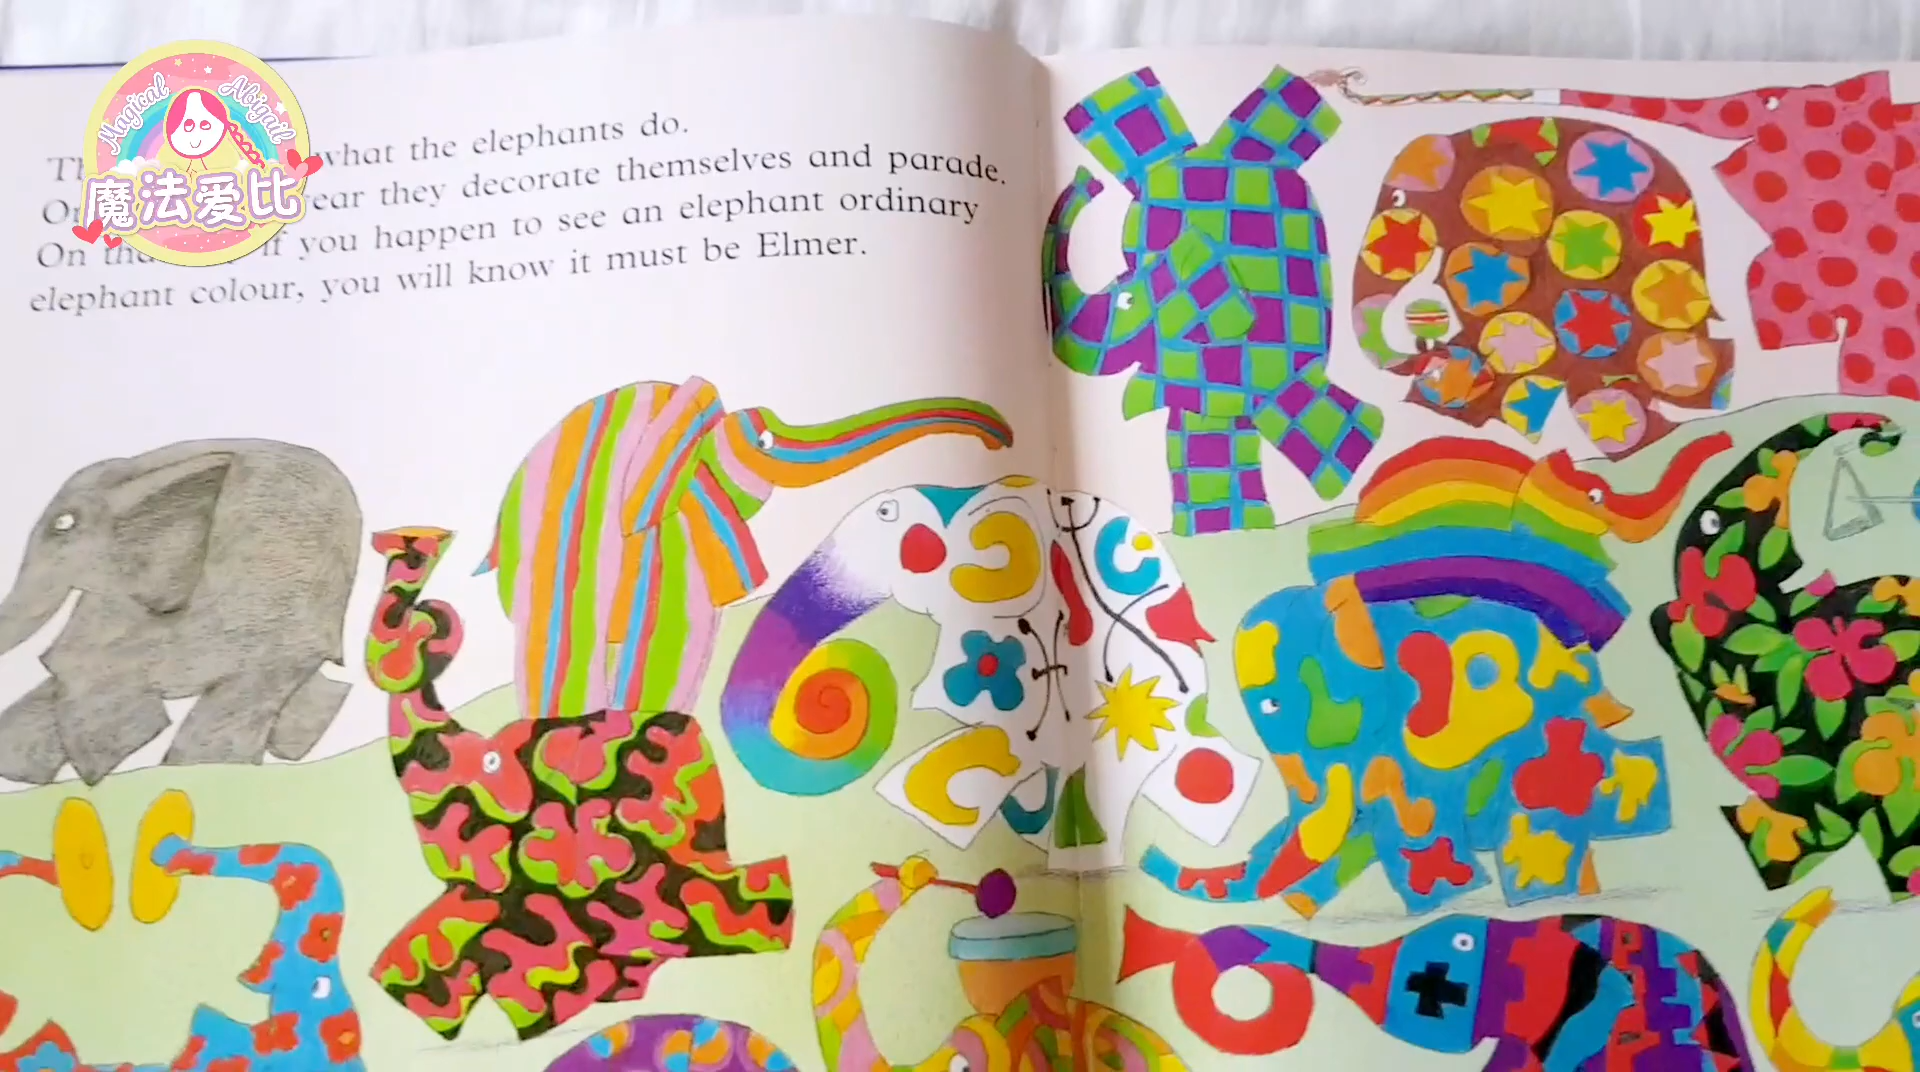 Magical Abigail
魔法爱比
what the elephants do.
year they decorate themselves and parade.
On if you happen to see an elephant ordinary
elephant colour, you will know it must be Elmer.